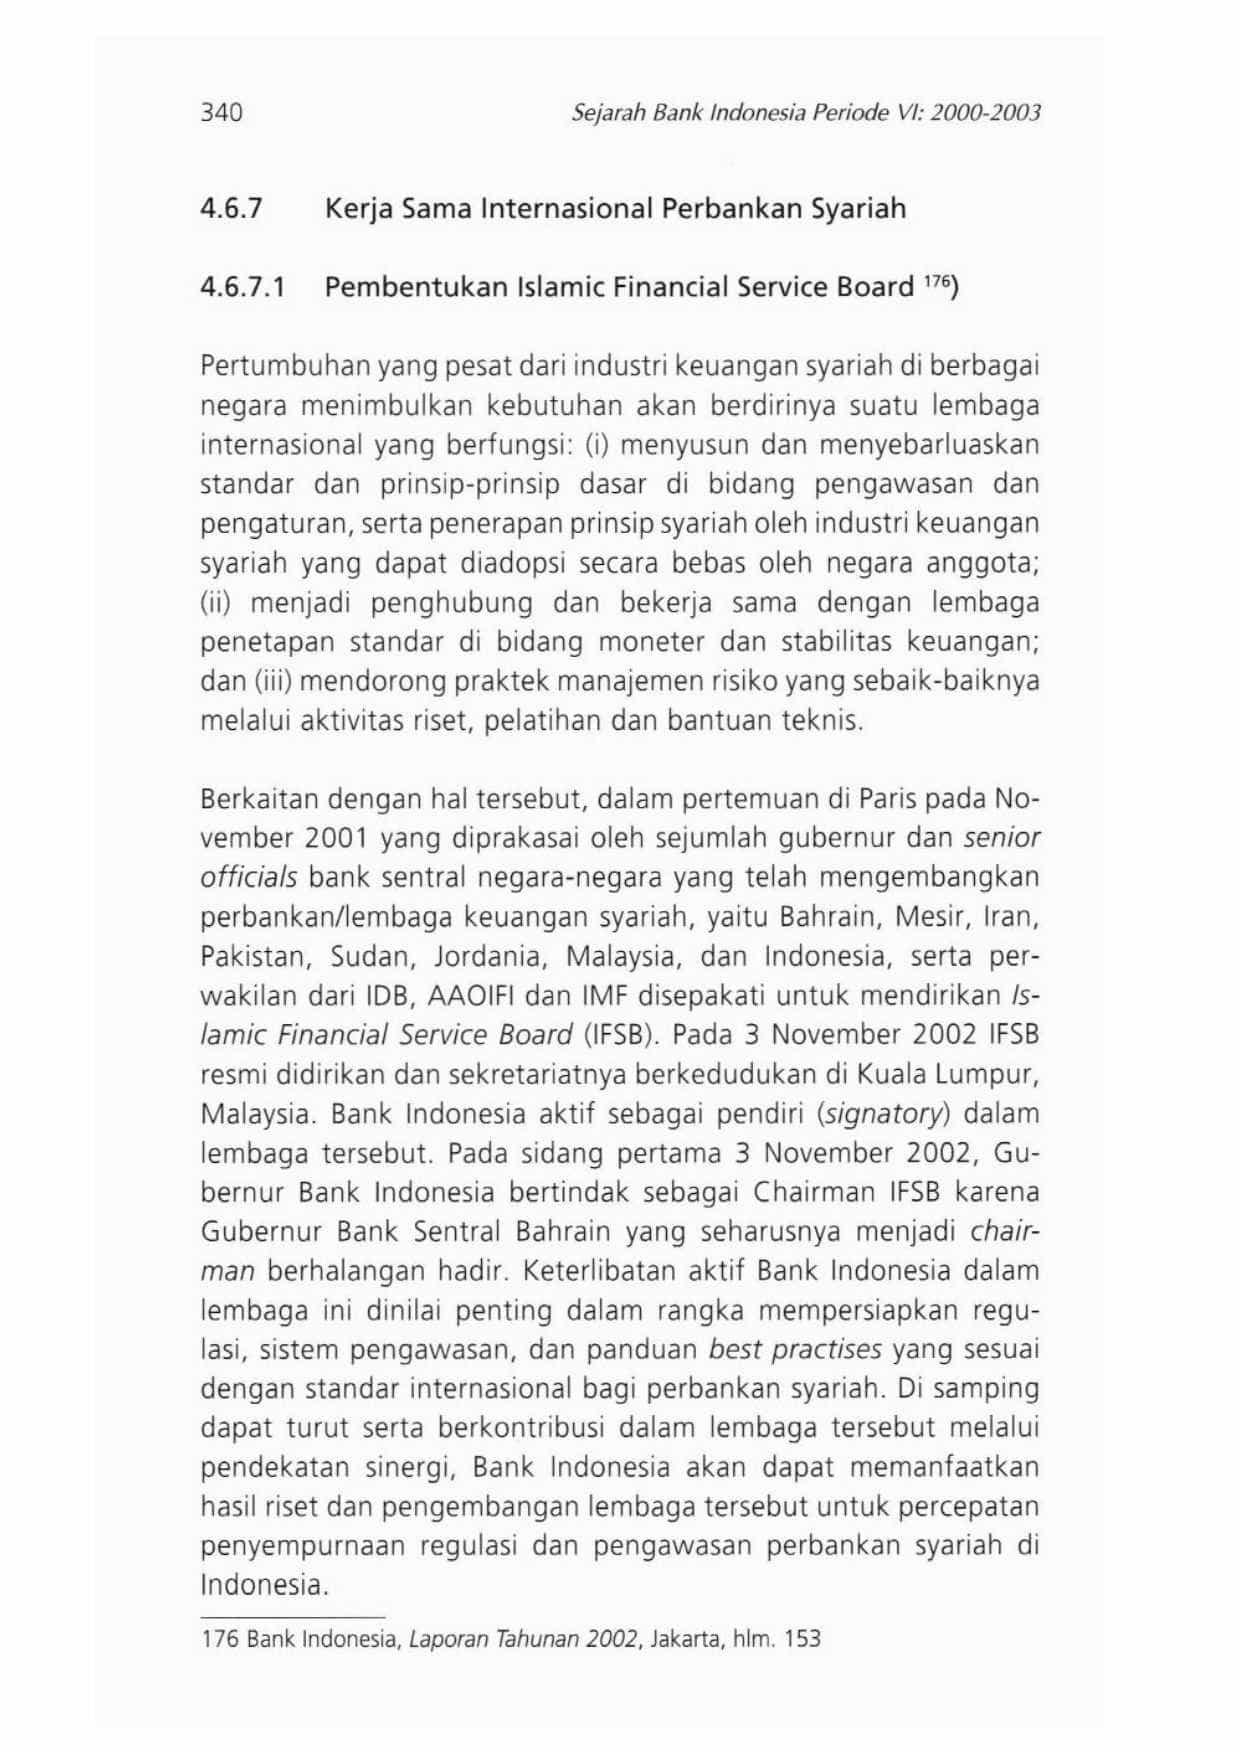 340 Sejarah Bank Indonesia Periode VI: 2000-2003
4.6.7 Kerja Sama Internasional Perbankan Syariah
4.6.7.1 Pembentukan Islamic Financial Service Board 176)
Pertumbuhan yang pesat dari industri keuangan syariah di berbagai
negara menimbulkan kebutuhan akan berdirinya suatu lembaga
internasional yang berfungsi: (i) menyusun dan menyebarluaskan
standar dan prinsip-prinsip dasar di bidang pengawasan dan
pengaturan, serta penerapan prinsip syariah oleh industri keuangan
syariah yang dapat diadopsi secara bebas oleh negara anggota;
(ii) menjadi penghubung dan bekerja sama dengan lembaga
penetapan standar di bidang moneter dan stabilitas keuangan;
dan (iii) mendorong praktek manajemen risiko yang sebaik-baiknya
melalui aktivitas riset, pelatihan dan bantuan teknis.
Berkaitan dengan hal tersebut, dalam pertemuan di Paris pada No-
vember 2001 yang diprakasai oleh sejumlah gubernur dan senior
officials bank sentral negara-negara yang telah mengembangkan
perbankan/lembaga keuangan syariah, yaitu Bahrain, Mesir, Iran,
Pakistan, Sudan, Jordania, Malaysia, dan Indonesia, serta per-
wakilan dari IDB, AAOIFI dan IMF disepakati untuk mendirikan Is-
lamic Financial Service Board (IFSB). Pada 3 November 2002 IFSB
resmi didirikan dan sekretariatnya berkedudukan di Kuala Lumpur,
Malaysia. Bank Indonesia aktif sebagai pendiri (signatory) dalam
lembaga tersebut. Pada sidang pertama 3 November 2002, Gu-
bernur Bank Indonesia bertindak sebagai Chairman IFSB karena
Gubernur Bank Sentral Bahrain yang seharusnya menjadi chair-
man berhalangan hadir. Keterlibatan aktif Bank Indonesia dalam
lembaga ini dinilai penting dalam rangka mempersiapkan regu-
lasi, sistem pengawasan, dan panduan best practises yang sesuai
dengan standar internasional bagi perbankan syariah. Di samping
dapat turut serta berkontribusi dalam lembaga tersebut melalui
pendekatan sinergi, Bank Indonesia akan dapat memanfaatkan
hasil riset dan pengembangan lembaga tersebut untuk percepatan
penyempurnaan regulasi dan pengawasan perbankan syariah di
Indonesia.
176 Bank Indonesia, Laporan Tahunan 2002, Jakarta, hlm. 153